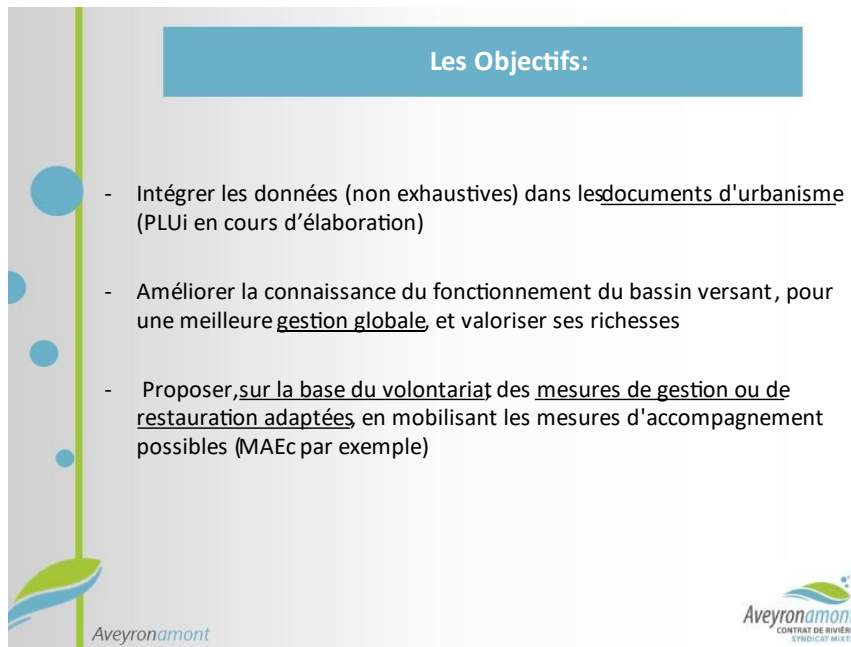 Les Objectifs:
- Intégrer les données (non exhaustives) dans les documents d'urbanisme
(PLUi en cours d’élaboration)
- Améliorer la connaissance du fonctionnement du bassin versant, pour
une meilleure gestion globale, et valoriser ses richesses
- Proposer, sur la base du volontariat, des mesures de gestion ou de
restauration adaptées, en mobilisant les mesures d'accompagnement
possibles (MAEc par exemple)
Aveyronamont
Aveyronamont
CONTRAT DE RIVIÈRE
SYNDICAT MIXTE